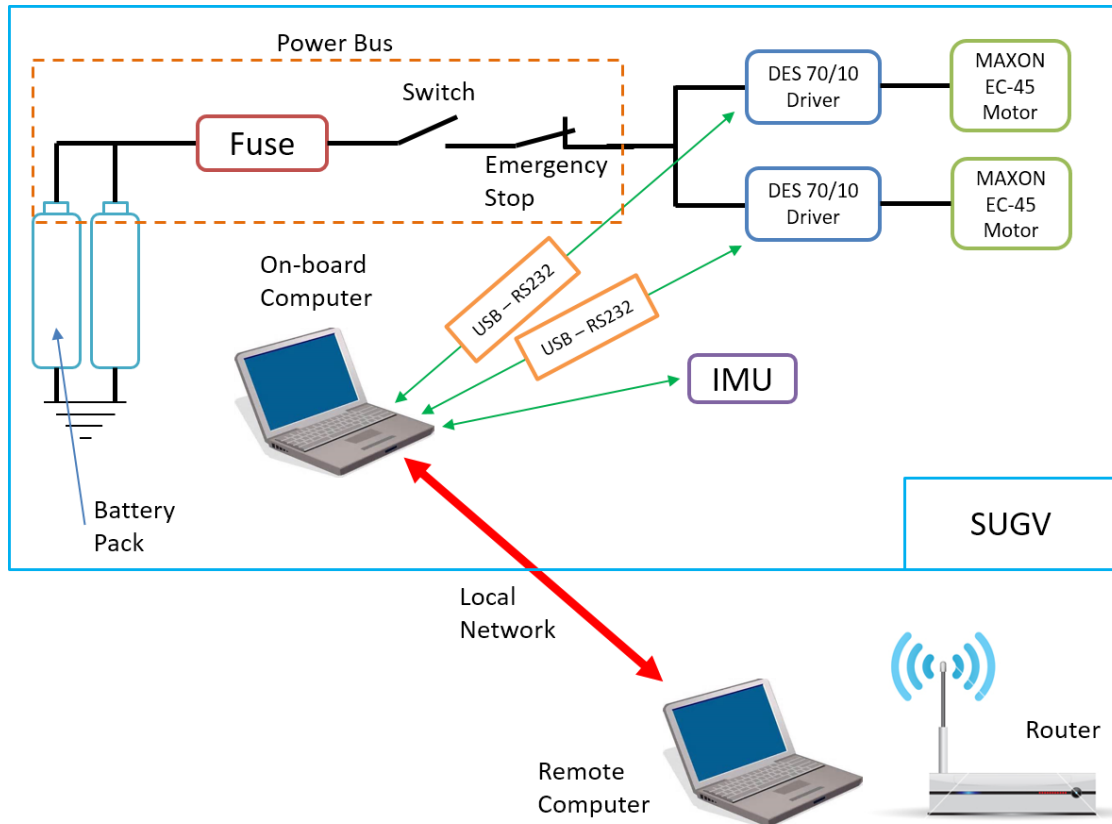 Power Bus
Switch
Fuse
Emergency
Stop
DES 70/10
Driver
MAXON
EC-45
Motor
DES 70/10
Driver
MAXON
EC-45
Motor
On-board
Computer
USB – RS232
USB – RS232
IMU
Battery
Pack
SUGV
Local
Network
Router
Remote
Computer